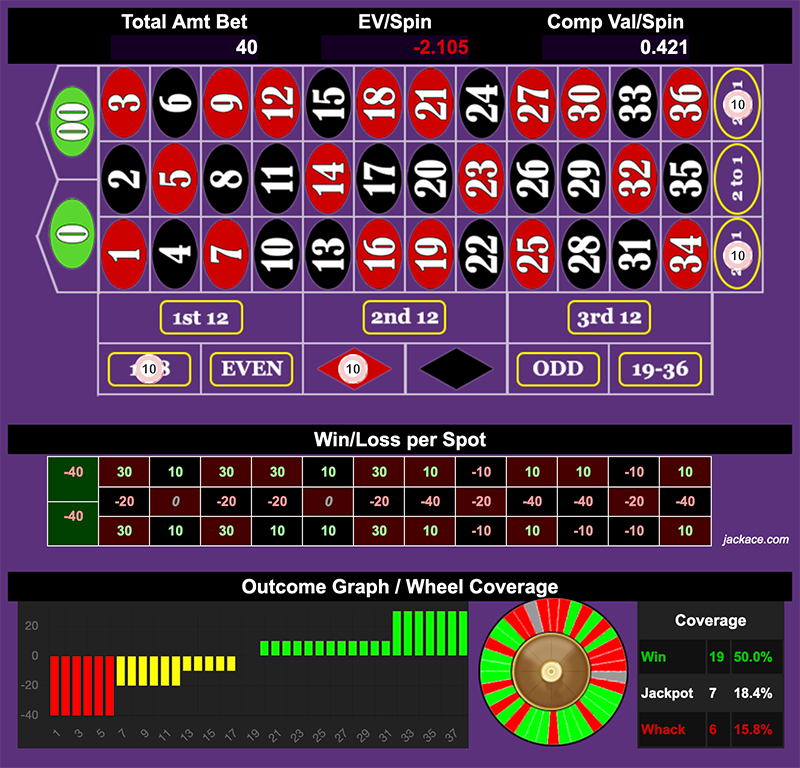 Total Amt Bet EV/Spin Comp Val/Spin
40 -2.105 0.421
00 3 6 9 12 15 18 21 24 27 30 33 36 10
2 5 8 11 14 17 20 23 26 29 32 35 2 to 1
0 1 4 7 10 13 16 19 22 25 28 31 34 10
1st 12 2nd 12 3rd 12
10 EVEN 10 ODD 19-36
Win/Loss per Spot
-40 30 10 30 30 10 30 10 -10 10 10 -10 10
-20 0 -20 -20 0 -20 -40 -20 -40 -40 -20 -40
-40 30 10 30 10 10 30 10 -10 10 -10 -10 10
jackace.com
Outcome Graph / Wheel Coverage
20
0
-20
-40
1 3 5 7 9 11 13 15 17 19 21 23 25 27 29 31 33 35 37
Coverage
Win 19 50.0%
Jackpot 7 18.4%
Whack 6 15.8%